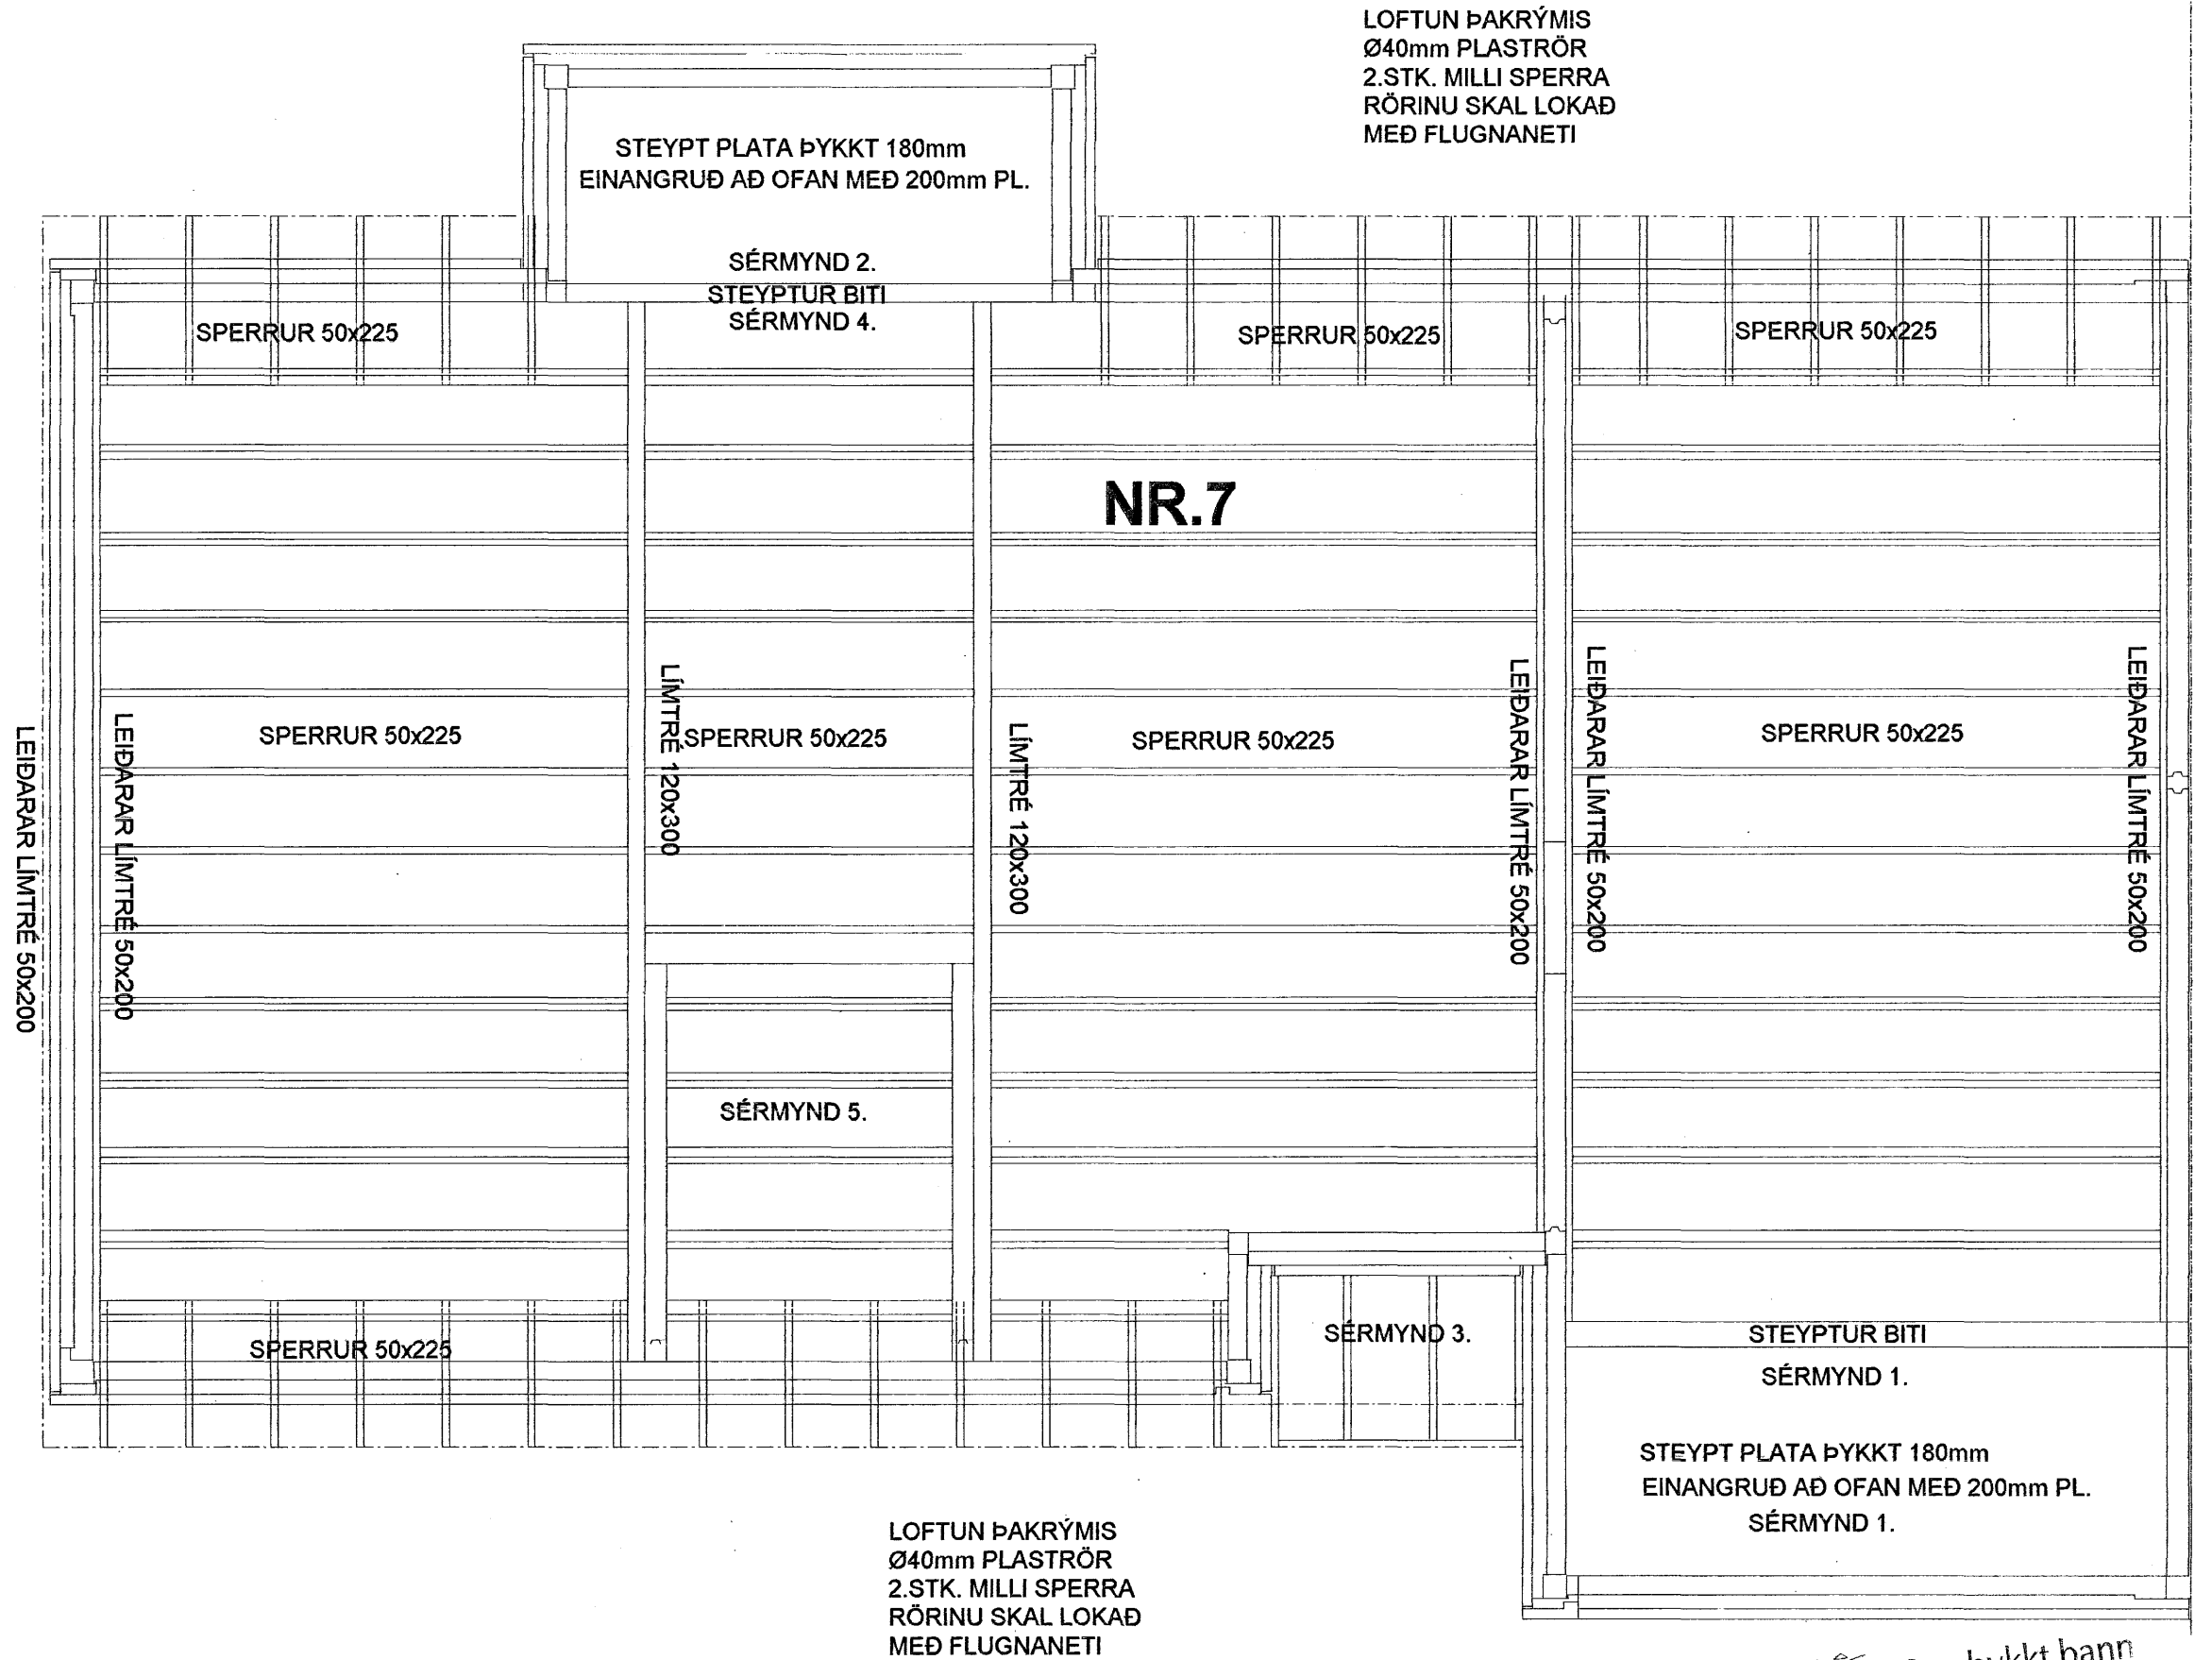 LOFTUN ÞAKRÝMIS
Ø40mm PLASTRÖR
2.STK. MILLI SPERRA
RÖRINU SKAL LOKAÐ
MEÐ FLUGNANETI
STEYPT PLATA ÞYKKT 180mm
EINANGRUÐ AÐ OFAN MEÐ 200mm PL.
SÉRMYND 2.
STEYPTUR BITI
SÉRMYND 4.
SPERRUR 50x225
SPERRUR 50x225
SPERRUR 50x225
NR.7
LEIÐARAR LÍMTRÉ 50x200
LEIÐARAR LÍMTRÉ 50x200
SPERRUR 50x225
LÍMTRÉ 120x300
SPERRUR 50x225
LÍMTRÉ 120x300
SPERRUR 50x225
LEIÐARAR LÍMTRÉ 50x200
LEIÐARAR LÍMTRÉ 50x200
SPERRUR 50x225
LEIÐARAR LÍMTRÉ 50x200
SÉRMYND 5.
SPERRUR 50x225
SÉRMYND 3.
STEYPTUR BITI
SÉRMYND 1.
STEYPT PLATA ÞYKKT 180mm
EINANGRUÐ AÐ OFAN MEÐ 200mm PL.
SÉRMYND 1.
LOFTUN ÞAKRÝMIS
Ø40mm PLASTRÖR
2.STK. MILLI SPERRA
RÖRINU SKAL LOKAÐ
MEÐ FLUGNANETI
þann